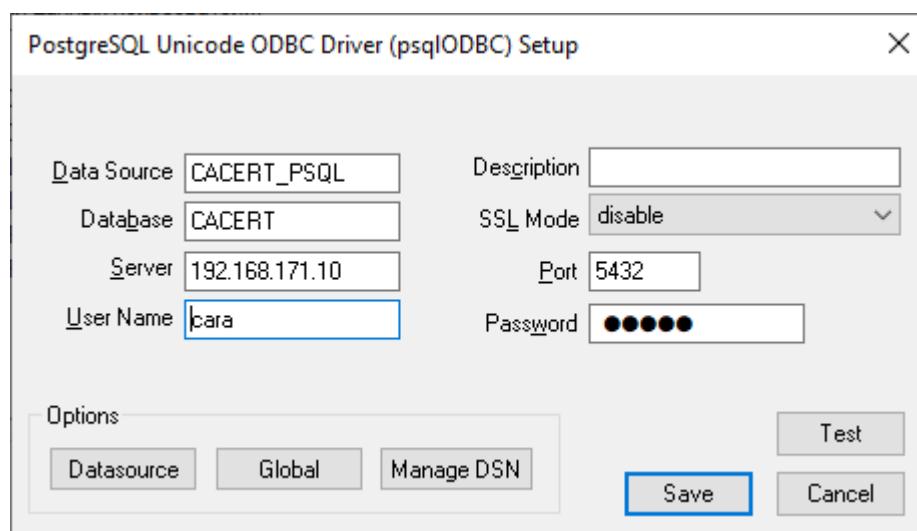 PostgreSQL Unicode ODBC Driver (psqlODBC) Setup
Data Source CACERT_PSQL
Description
Database CACERT
SSL Mode disable
Server 192.168.171.10
Port 5432
User Name cara
Password ●●●●●
Options
Datasource Global Manage DSN
Test
Save Cancel